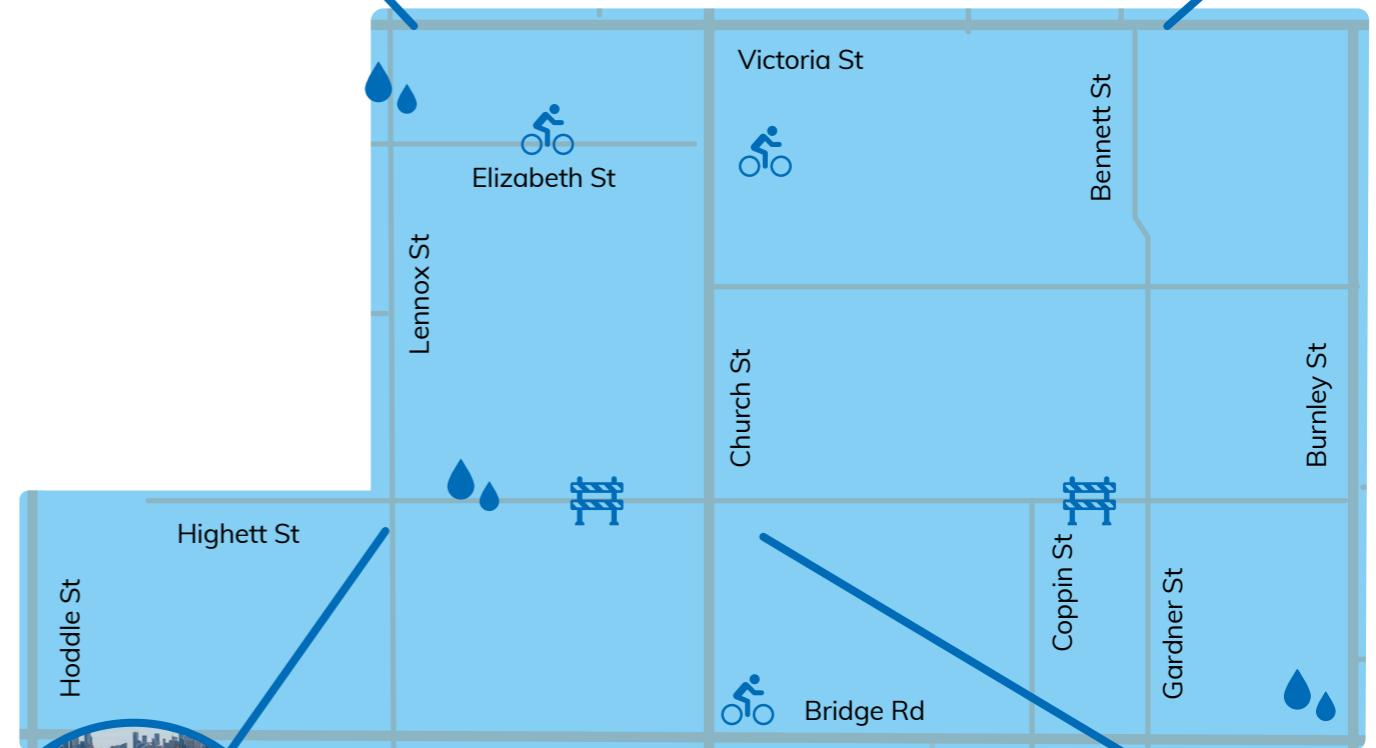 Victoria St
Bennett St
Elizabeth St
Lennox St
Church St
Burnley St
Highett St
Coppin St
Gardner St
Hoddle St
Bridge Rd